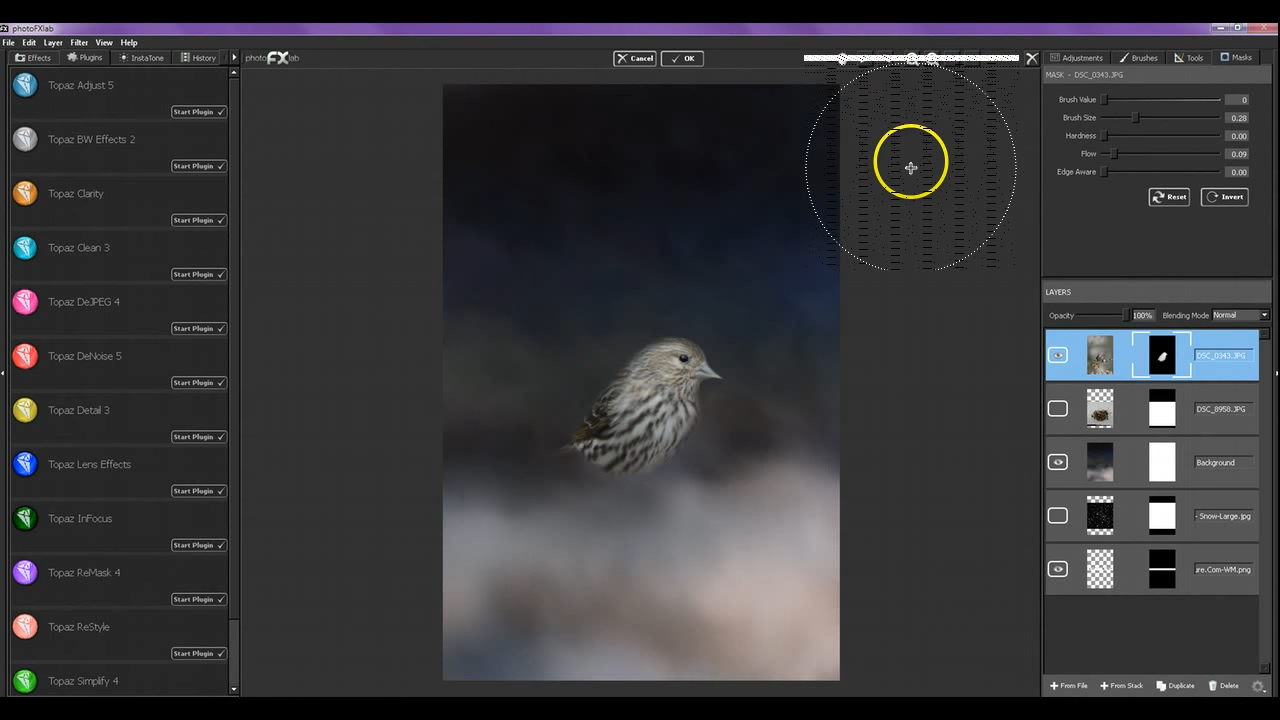 photoFXlab
File Edit Layer Filter View Help
Effects Plugins InstaTone History
photo FX lab
Cancel OK
Adjustments Brushes Tools Masks
Topaz Adjust 5
Start Plugin
Topaz BW Effects 2
Start Plugin
Topaz Clarity
Start Plugin
Topaz Clean 3
Start Plugin
Topaz DeJPEG 4
Start Plugin
Topaz DeNoise 5
Start Plugin
Topaz Detail 3
Start Plugin
Topaz Lens Effects
Start Plugin
Topaz InFocus
Start Plugin
Topaz ReMask 4
Start Plugin
Topaz ReStyle
Start Plugin
Topaz Simplify 4
MASK - DSC_0343.JPG
Brush Value 0
Brush Size 0.28
Hardness 0.00
Flow 0.09
Edge Aware 0.00
Reset Invert
LAYERS
Opacity 100% Blending Mode Normal
DSC_0343.JPG
DSC_8958.JPG
Background
- Snow-Large.jpg
ure.Com-WM.png
From File From Stack Duplicate Delete